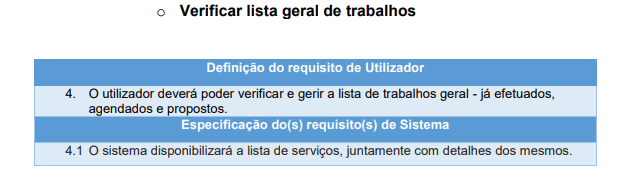 o Verificar lista geral de trabalhos
Definição do requisito de Utilizador
4. O utilizador deverá poder verificar e gerir a lista de trabalhos geral - já efetuados,
agendados e propostos.
Especificação do(s) requisito(s) de Sistema
4.1 O sistema disponibilizará a lista de serviços, juntamente com detalhes dos mesmos.